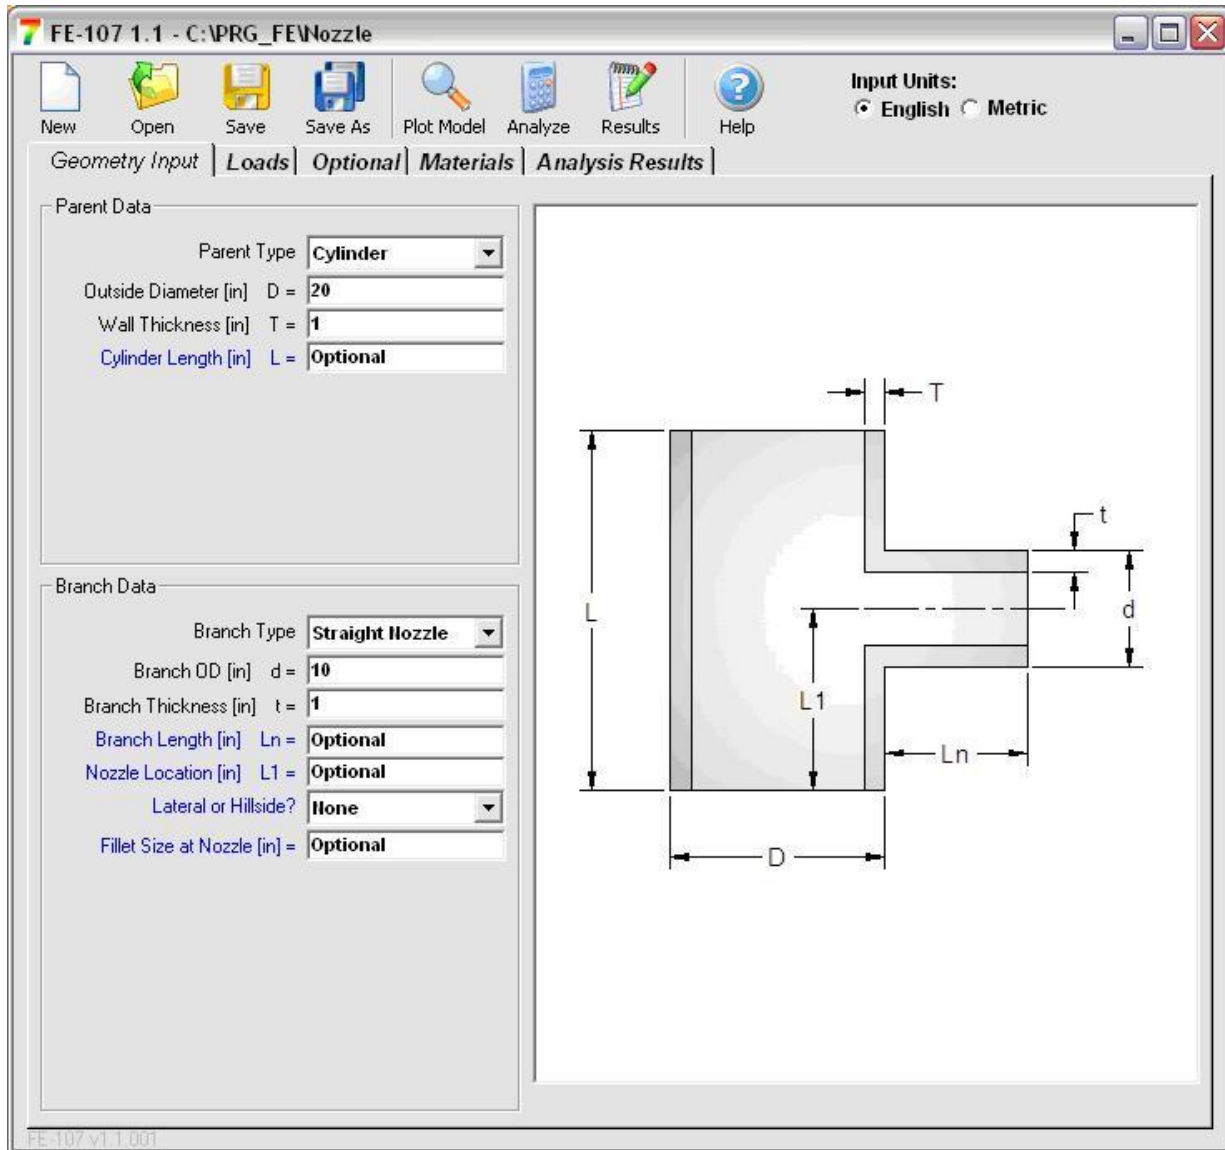 7 FE-107 1.1 - C:\PRG_FE\Nozzle
New Open Save Save As Plot Model Analyze Results Help
Input Units:
English Metric
Geometry Input Loads Optional Materials Analysis Results
Parent Data
Parent Type Cylinder
Outside Diameter [in] D = 20
Wall Thickness [in] T = 1
Cylinder Length [in] L = Optional
Branch Data
Branch Type Straight Nozzle
Branch OD [in] d = 10
Branch Thickness [in] t = 1
Branch Length [in] Ln = Optional
Nozzle Location [in] L1 = Optional
Lateral or Hillside? None
Fillet Size at Nozzle [in] = Optional
T
t
L
d
L1
Ln
D
FE-107 v1.1.001